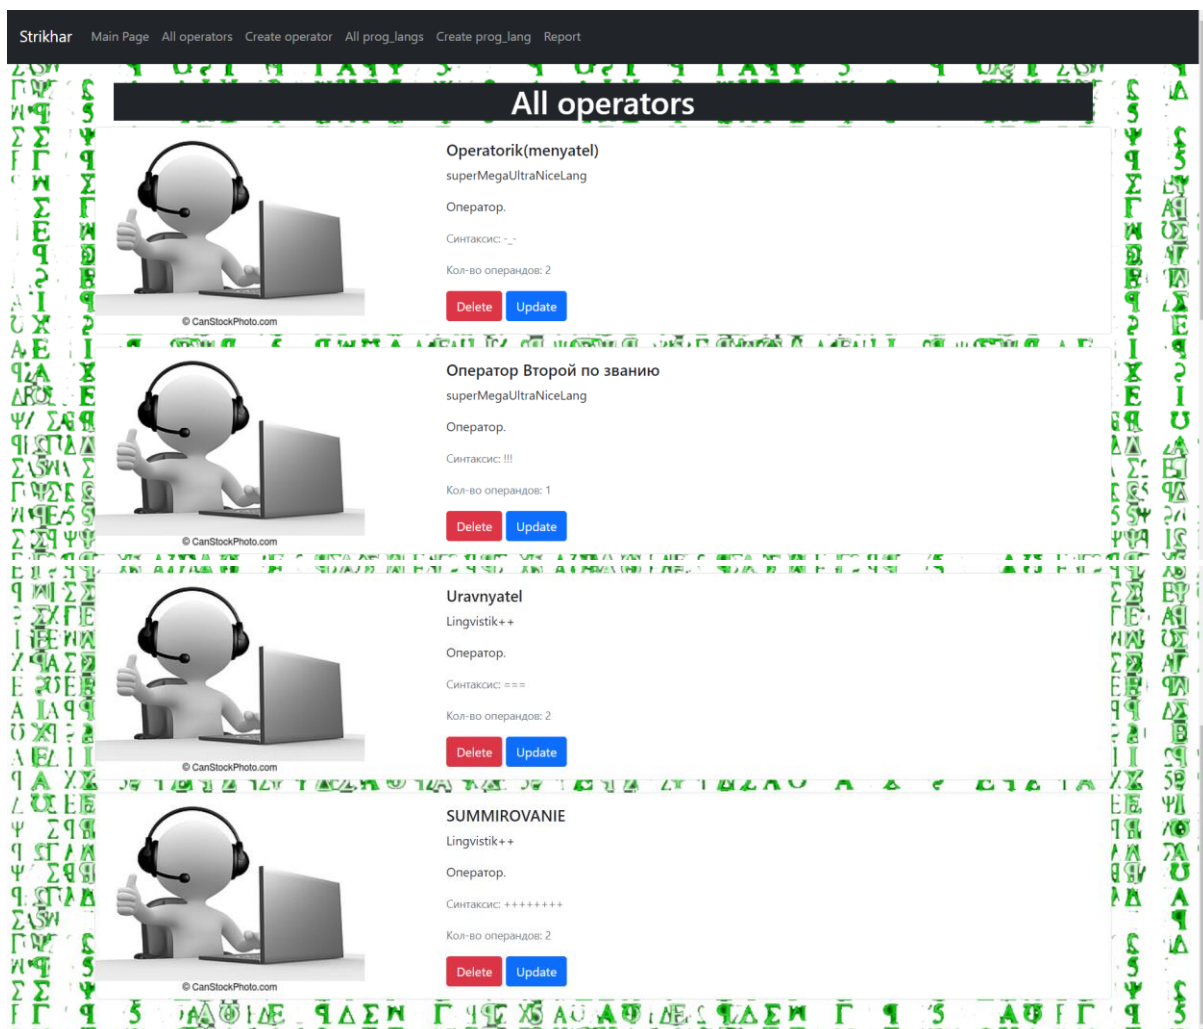 Strikhar Main Page All operators Create operator All prog_langs Create prog_lang Report
All operators
Operatorik(menyatel)
superMegaUltraNiceLang
Оператор.
Синтаксис: -_-
Кол-во операндов: 2
Delete Update
© CanStockPhoto.com
Оператор Второй по званию
superMegaUltraNiceLang
Оператор.
Синтаксис: !!!
Кол-во операндов: 1
Delete Update
© CanStockPhoto.com
Uravnyatel
Lingvistik++
Оператор.
Синтаксис: ===
Кол-во операндов: 2
Delete Update
© CanStockPhoto.com
SUMMIROVANIE
Lingvistik++
Оператор.
Синтаксис: ++++++++
Кол-во операндов: 2
Delete Update
© CanStockPhoto.com